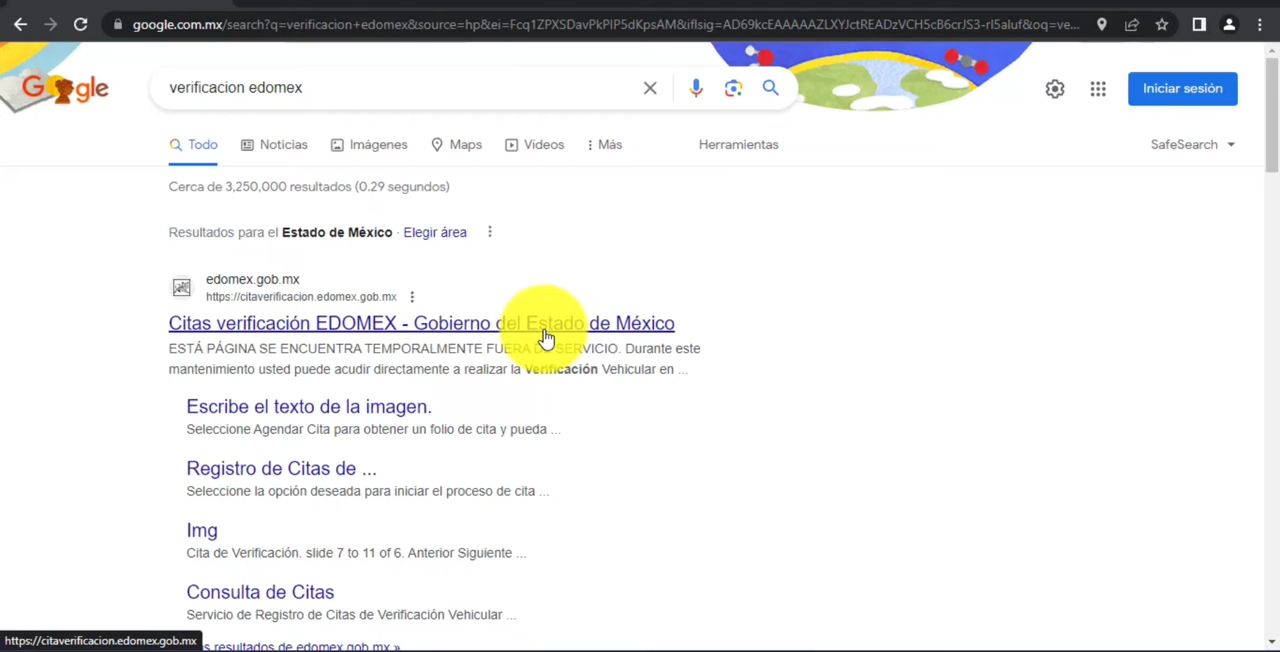 google.com.mx/search?q=verificacion+edomex&source=hp&ei=Fcq1ZPXSDavPkPIP5dKpsAM&iflsig=AD69kcEAAAAAZLXYJctREADzVCH5cB6crJS3-rl5aluf&oq=ve...
Google
verificacion edomex
Iniciar sesión
Todo
Noticias
Imágenes
Maps
Videos
Más
Herramientas
SafeSearch
Cerca de 3,250,000 resultados (0.29 segundos)
Resultados para el Estado de México · Elegir área
edomex.gob.mx
https://citaverificacion.edomex.gob.mx
Citas verificación EDOMEX - Gobierno del Estado de México
ESTÁ PÁGINA SE ENCUENTRA TEMPORALMENTE FUERA DE SERVICIO. Durante este
mantenimiento usted puede acudir directamente a realizar la Verificación Vehicular en ...
Escribe el texto de la imagen.
Seleccione Agendar Cita para obtener un folio de cita y pueda ...
Registro de Citas de ...
Seleccione la opción deseada para iniciar el proceso de cita ...
Img
Cita de Verificación. slide 7 to 11 of 6. Anterior Siguiente ...
Consulta de Citas
Servicio de Registro de Citas de Verificación Vehicular ...
https://citaverificacion.edomex.gob.mx
resultados de edomex.gob.mx »